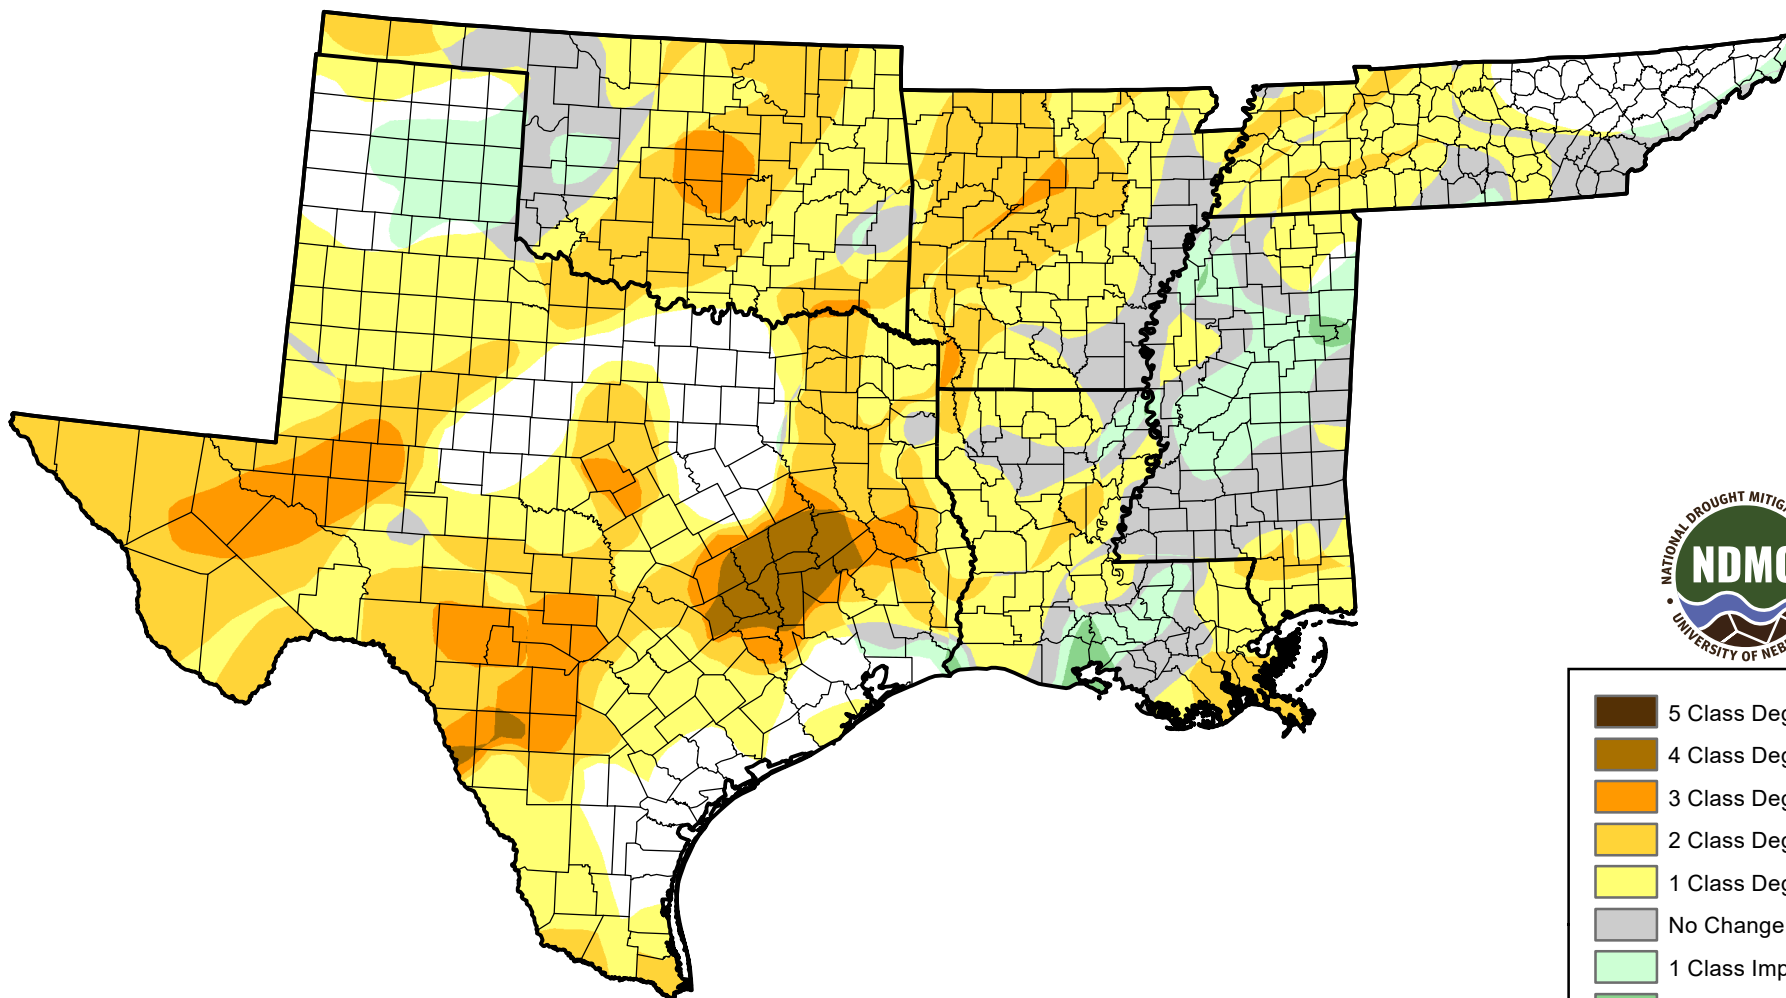 NATIONAL DROUGHT MITIGA
NDMC
UNIVERSITY OF NEB
5 Class Deg
4 Class Deg
3 Class Deg
2 Class Deg
1 Class Deg
No Change
1 Class Imp